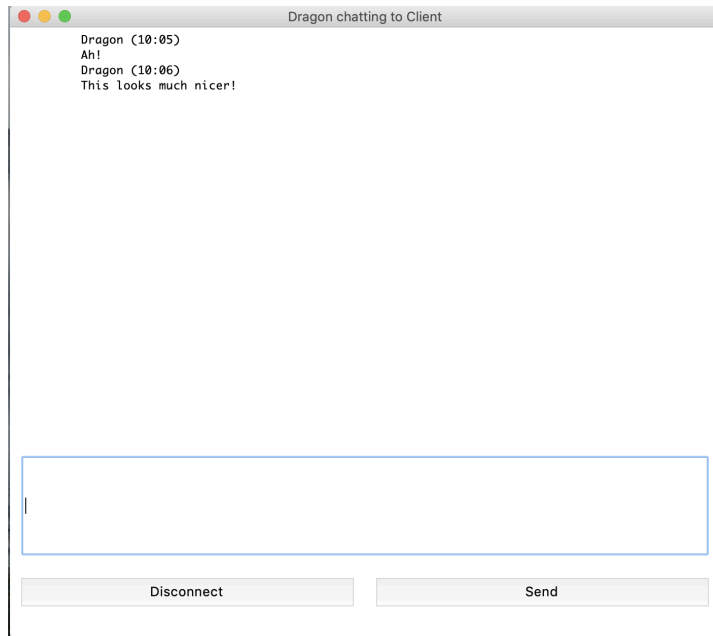 Dragon chatting to Client
Dragon (10:05)
Ah!
Dragon (10:06)
This looks much nicer!
Disconnect
Send